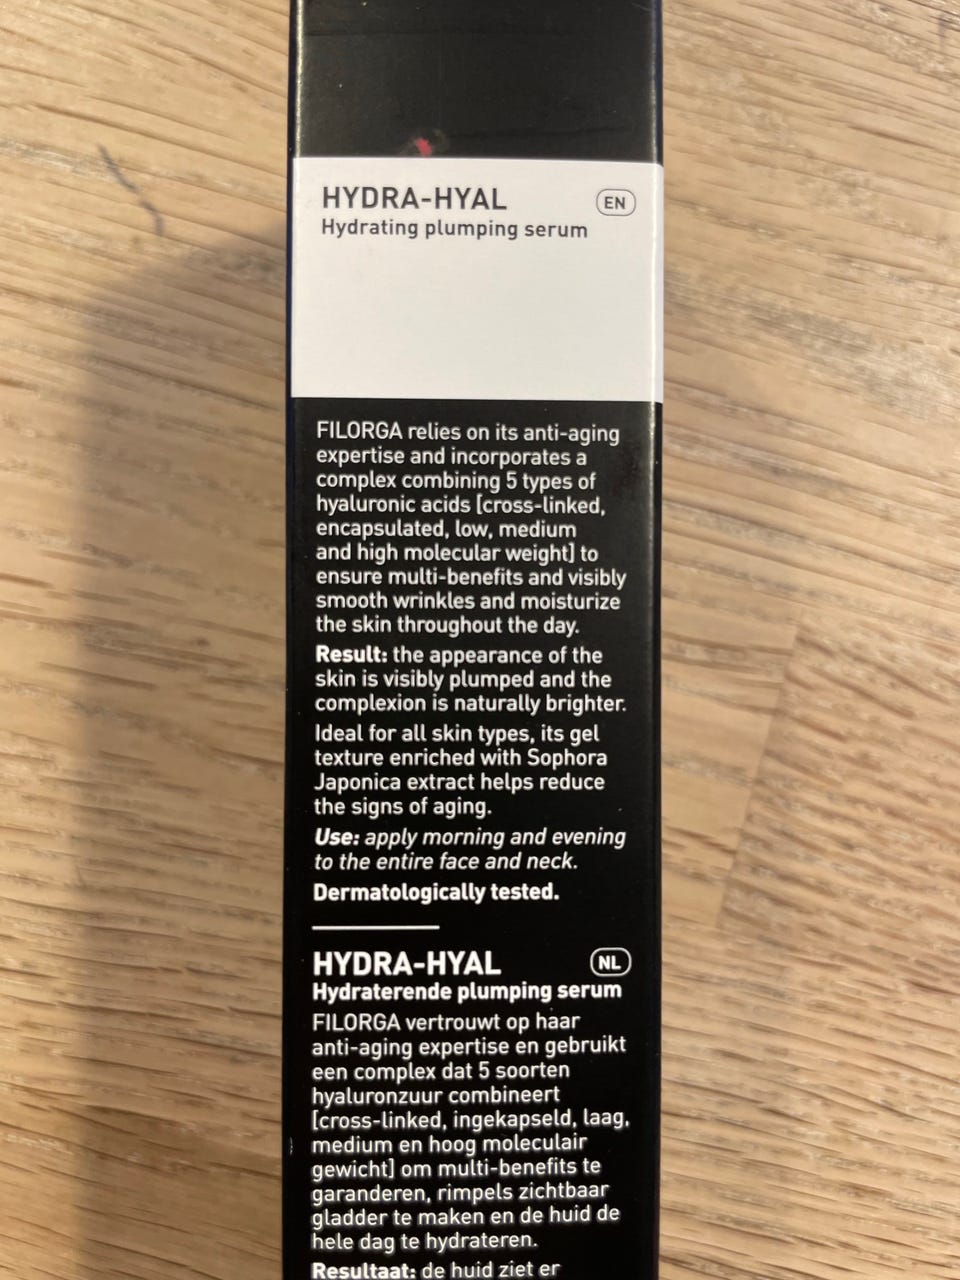 HYDRA-HYAL EN
Hydrating plumping serum
FILORGA relies on its anti-aging
expertise and incorporates a
complex combining 5 types of
hyaluronic acids [cross-linked,
encapsulated, low, medium
and high molecular weight] to
ensure multi-benefits and visibly
smooth wrinkles and moisturize
the skin throughout the day.
Result: the appearance of the
skin is visibly plumped and the
complexion is naturally brighter.
Ideal for all skin types, its gel
texture enriched with Sophora
Japonica extract helps reduce
the signs of aging.
Use: apply morning and evening
to the entire face and neck.
Dermatologically tested.
HYDRA-HYAL NL
Hydraterende plumping serum
FILORGA vertrouwt op haar
anti-aging expertise en gebruikt
een complex dat 5 soorten
hyaluronzuur combineert
[cross-linked, ingekapseld, laag,
medium en hoog moleculair
gewicht] om multi-benefits te
garanderen, rimpels zichtbaar
gladder te maken en de huid de
hele dag te hydrateren.
Resultaat: de huid ziet er